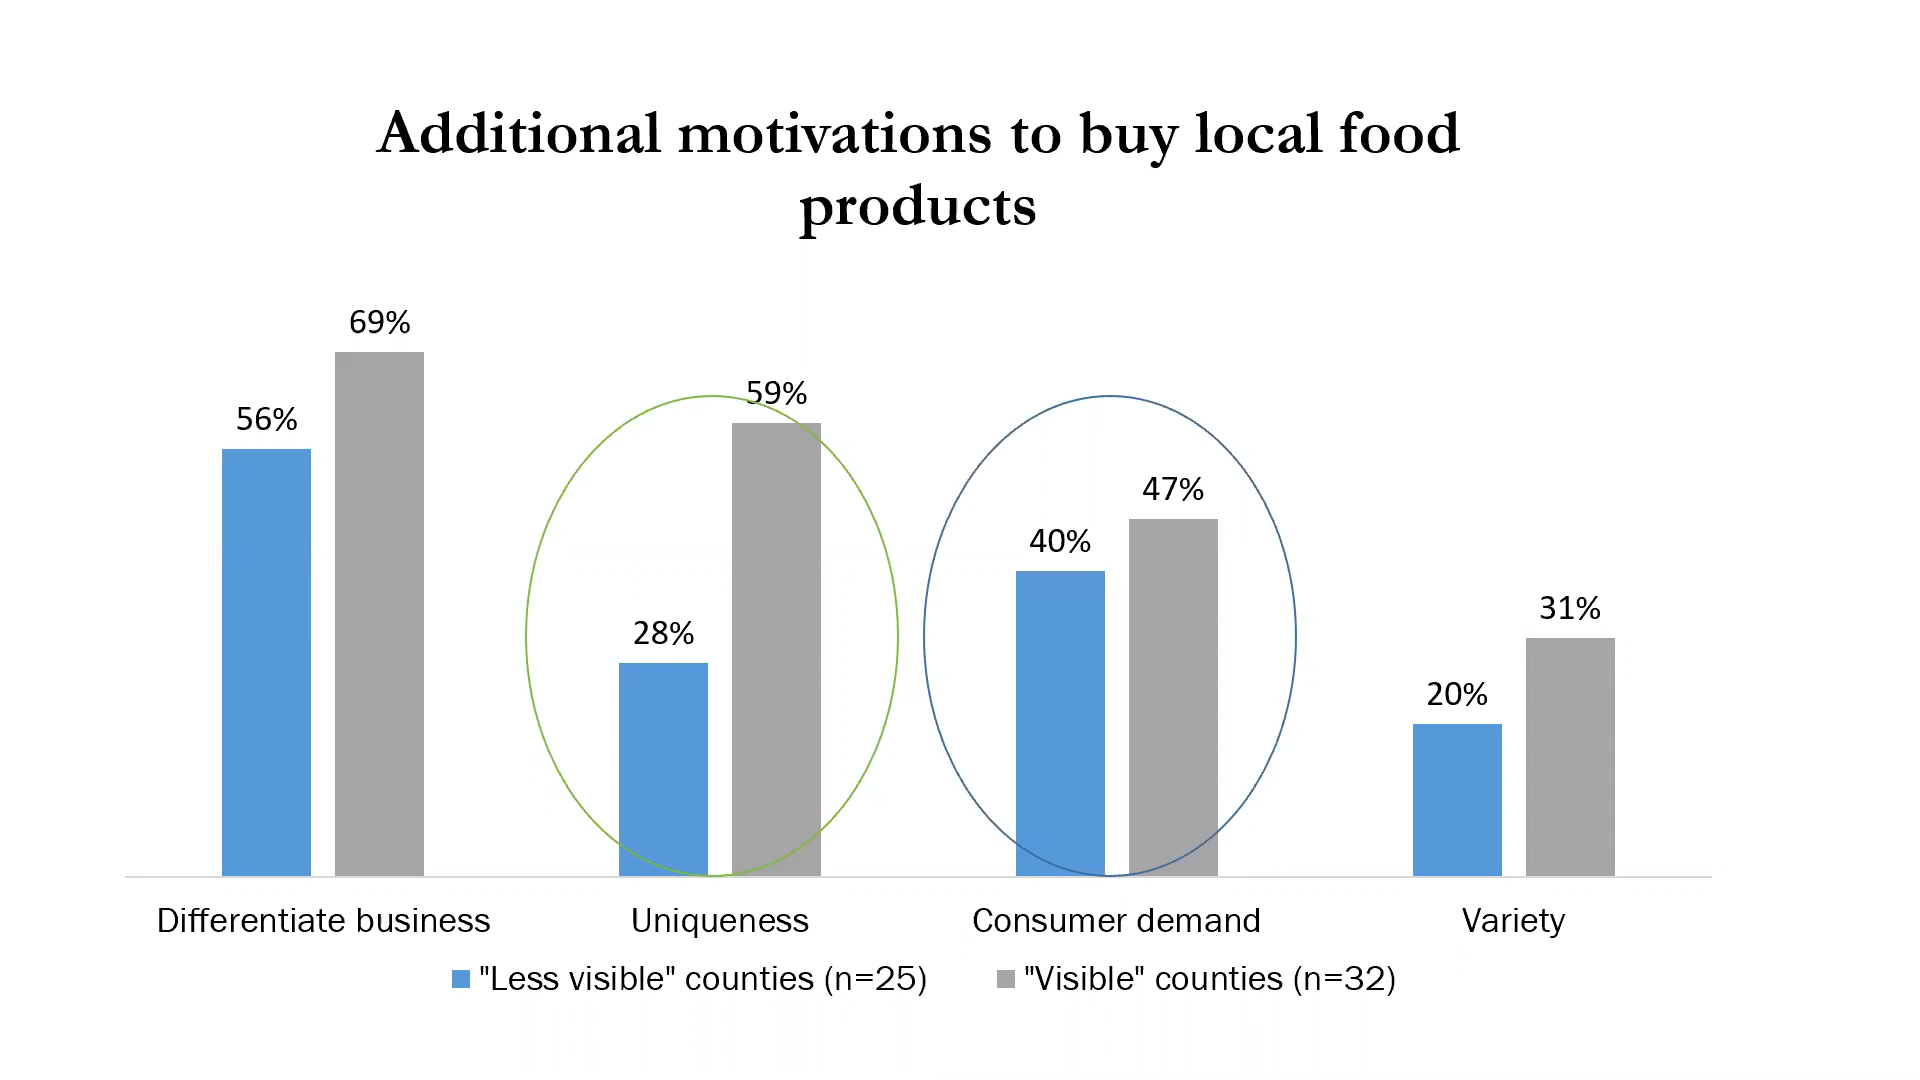 Additional motivations to buy local food
products
69%
56%
59%
28%
47%
40%
31%
20%
Differentiate business
Uniqueness
Consumer demand
Variety
"Less visible" counties (n=25)
"Visible" counties (n=32)